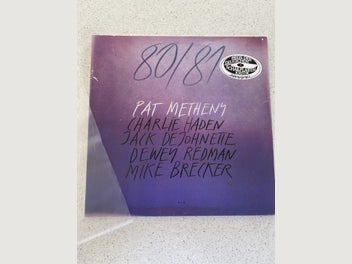 80/81
PAT METHENY
CHARLIE HADEN
JACK DEJOHNETTE
DEWEY REDMAN
MIKE BRECKER